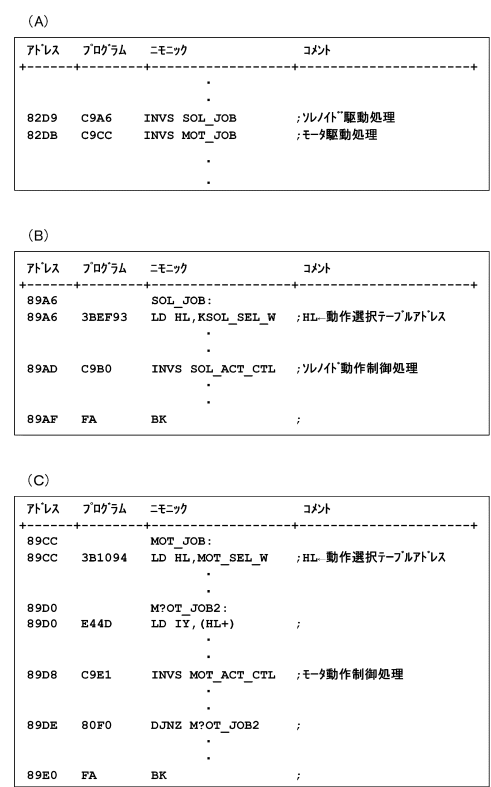 (A)
ｱﾄﾞﾚｽ ﾌﾟﾛｸﾞﾗﾑ ﾆﾓﾆｯｸ ｺﾒﾝﾄ
+------+--------+--------------------+------------------------+
.
.
82D9 C9A6 INVS SOL_JOB ;ｿﾚﾉｲﾄﾞ駆動処理
82DB C9CC INVS MOT_JOB ;ﾓｰﾀ駆動処理
.
.
(B)
ｱﾄﾞﾚｽ ﾌﾟﾛｸﾞﾗﾑ ﾆﾓﾆｯｸ ｺﾒﾝﾄ
+------+--------+--------------------+------------------------+
89A6 SOL_JOB:
89A6 3BEF93 LD HL,KSOL_SEL_W ;HL←動作選択ﾃｰﾌﾞﾙｱﾄﾞﾚｽ
.
.
89AD C9B0 INVS SOL_ACT_CTL ;ｿﾚﾉｲﾄﾞ動作制御処理
.
.
89AF FA BK ;
(C)
ｱﾄﾞﾚｽ ﾌﾟﾛｸﾞﾗﾑ ﾆﾓﾆｯｸ ｺﾒﾝﾄ
+------+--------+--------------------+------------------------+
89CC MOT_JOB:
89CC 3B1094 LD HL,MOT_SEL_W ;HL←動作選択ﾃｰﾌﾞﾙｱﾄﾞﾚｽ
.
.
89D0 M?OT_JOB2:
89D0 E44D LD IY,(HL+) ;
.
.
89D8 C9E1 INVS MOT_ACT_CTL ;ﾓｰﾀ動作制御処理
.
.
89DE 80F0 DJNZ M?OT_JOB2 ;
.
.
89E0 FA BK ;